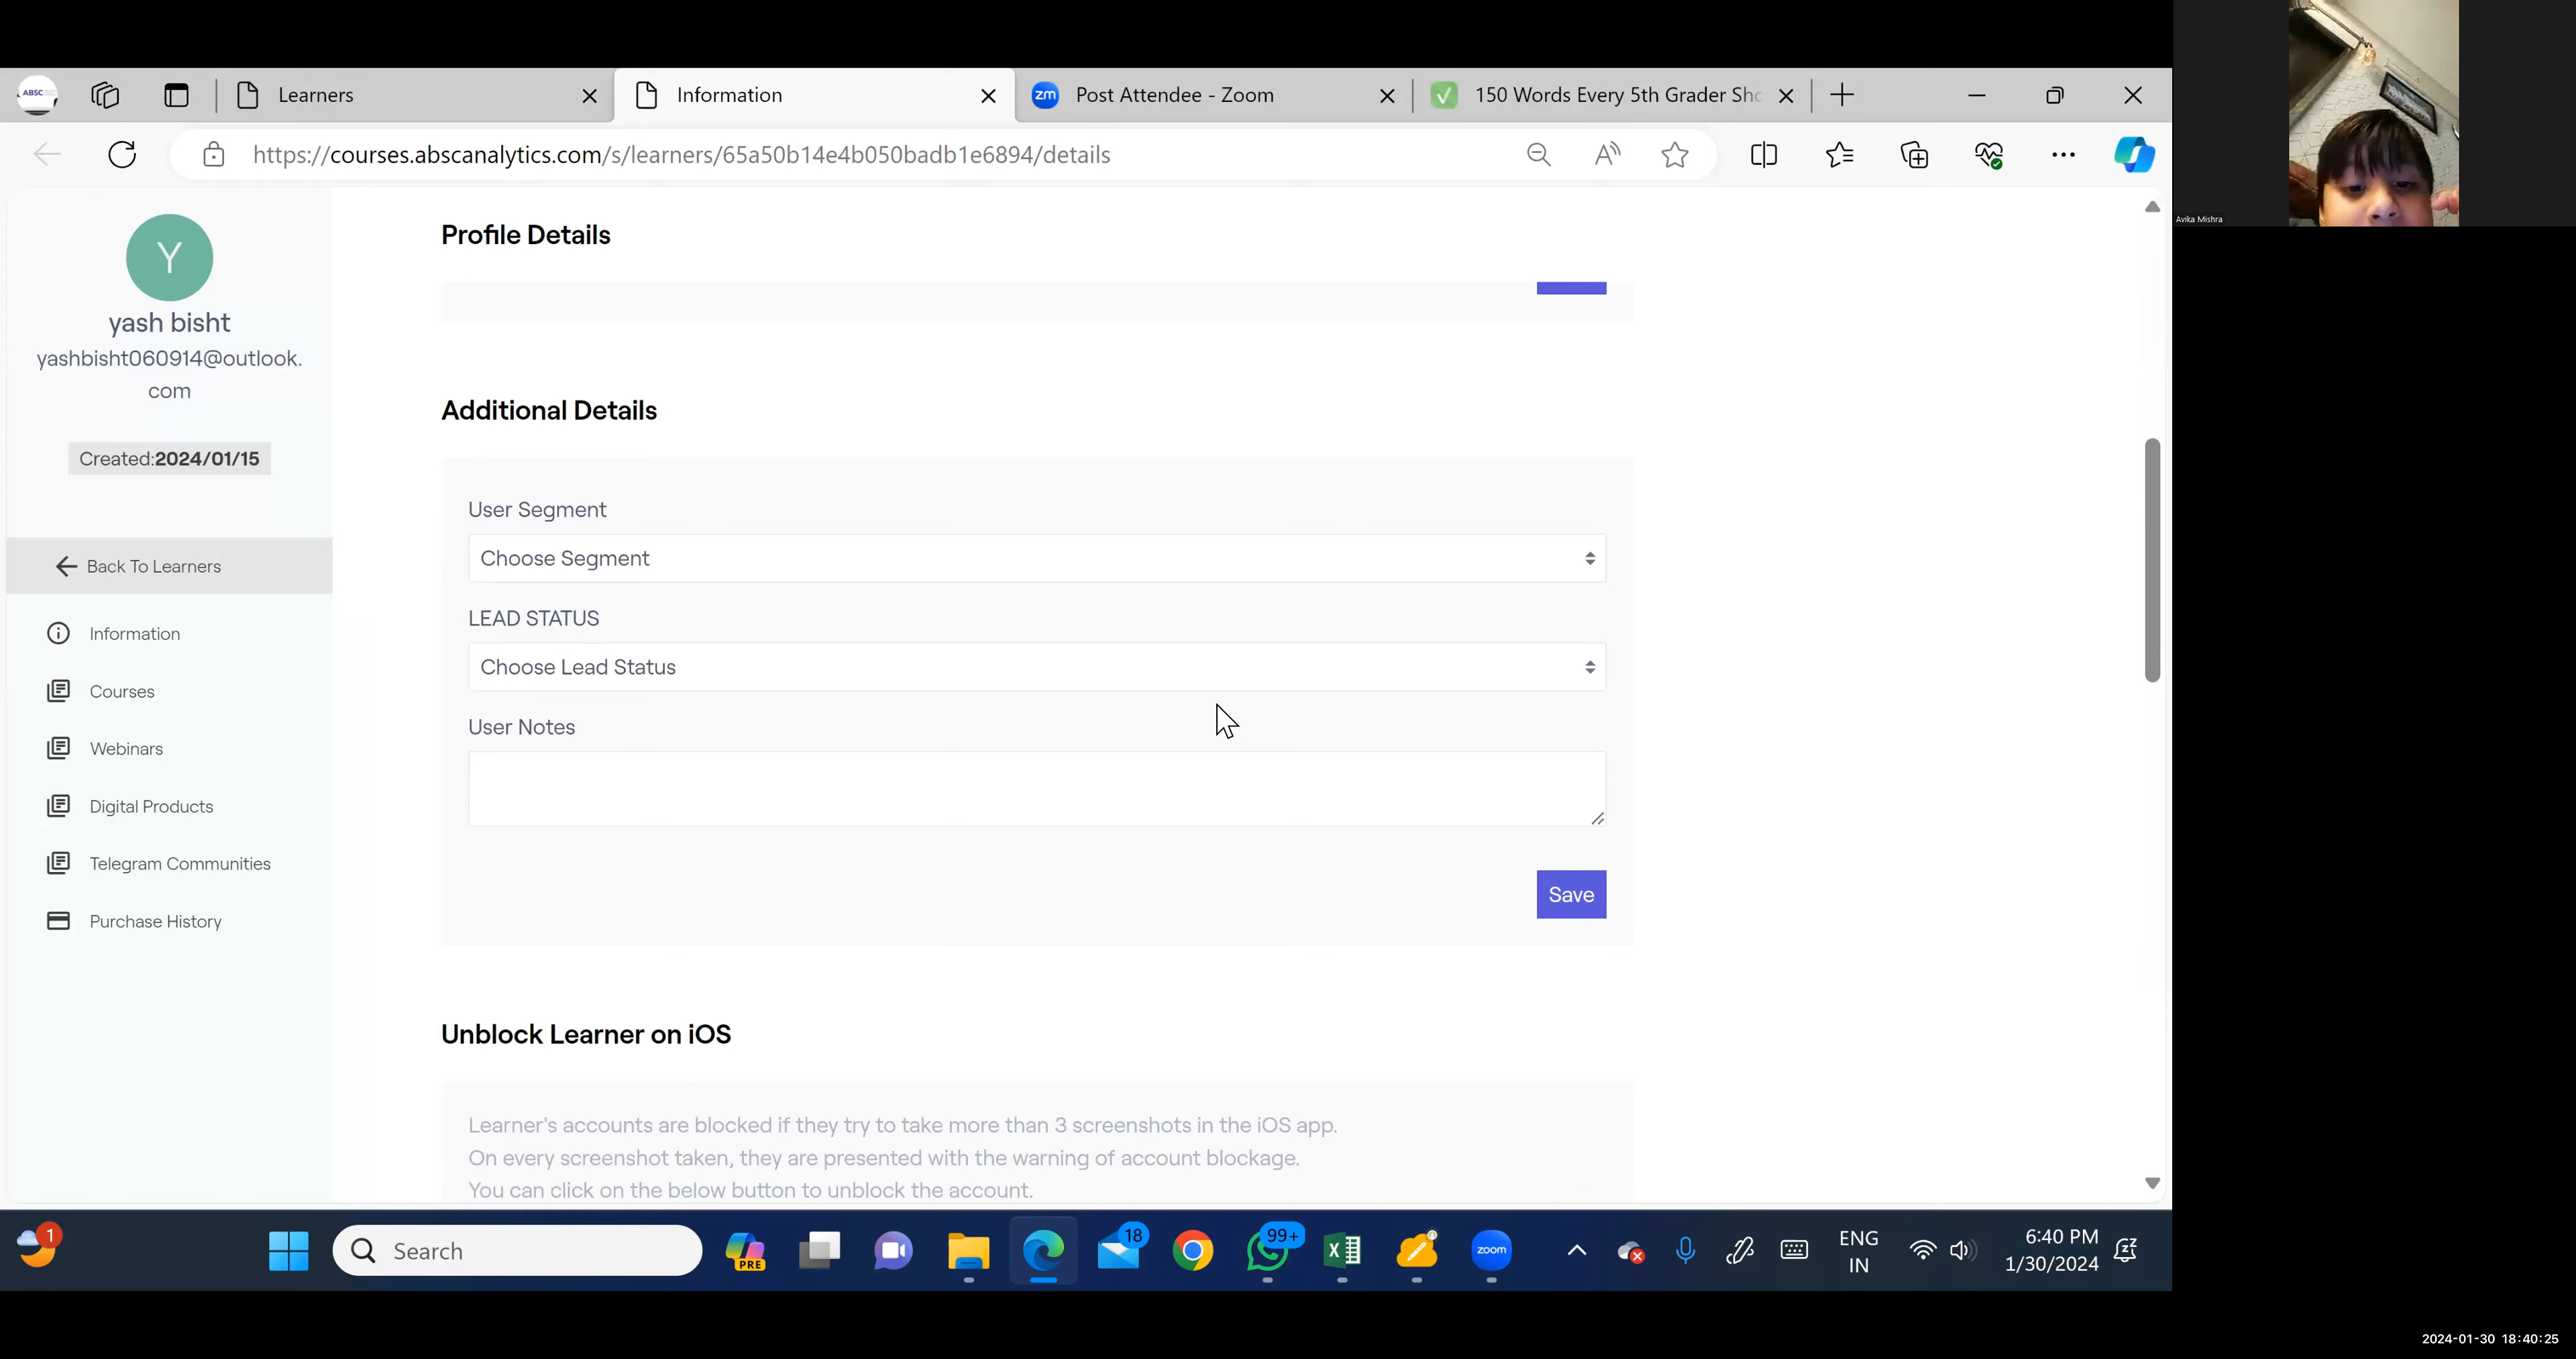 ABSC
Learners
Information
zm
Post Attendee - Zoom
150 Words Every 5th Grader Sho
https://courses.abscanalytics.com/s/learners/65a50b14e4b050badb1e6894/details
Avika Mishra
Y
yash bisht
yashbisht060914@outlook.
com
Created:2024/01/15
Back To Learners
Information
Courses
Webinars
Digital Products
Telegram Communities
Purchase History
Profile Details
Additional Details
User Segment
Choose Segment
LEAD STATUS
Choose Lead Status
User Notes
Save
Unblock Learner on iOS
Learner's accounts are blocked if they try to take more than 3 screenshots in the iOS app.
On every screenshot taken, they are presented with the warning of account blockage.
You can click on the below button to unblock the account.
1
Search
PRE
18
99+
zoom
ENG
IN
6:40 PM
1/30/2024
2024-01-30 18:40:25